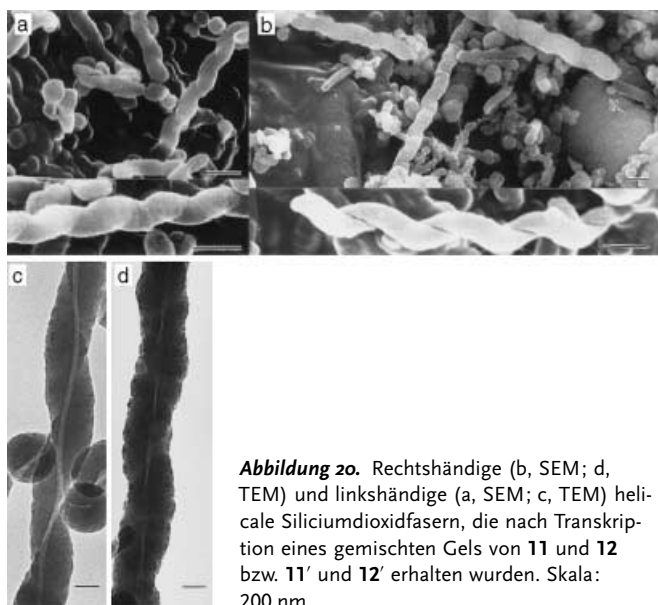 a
b
c
d
Abbildung 20. Rechtshändige (b, SEM; d,
TEM) und linkshändige (a, SEM; c, TEM) heli-
cale Siliciumdioxidfasern, die nach Transkrip-
tion eines gemischten Gels von 11 und 12
bzw. 11′ und 12′ erhalten wurden. Skala:
200 nm.